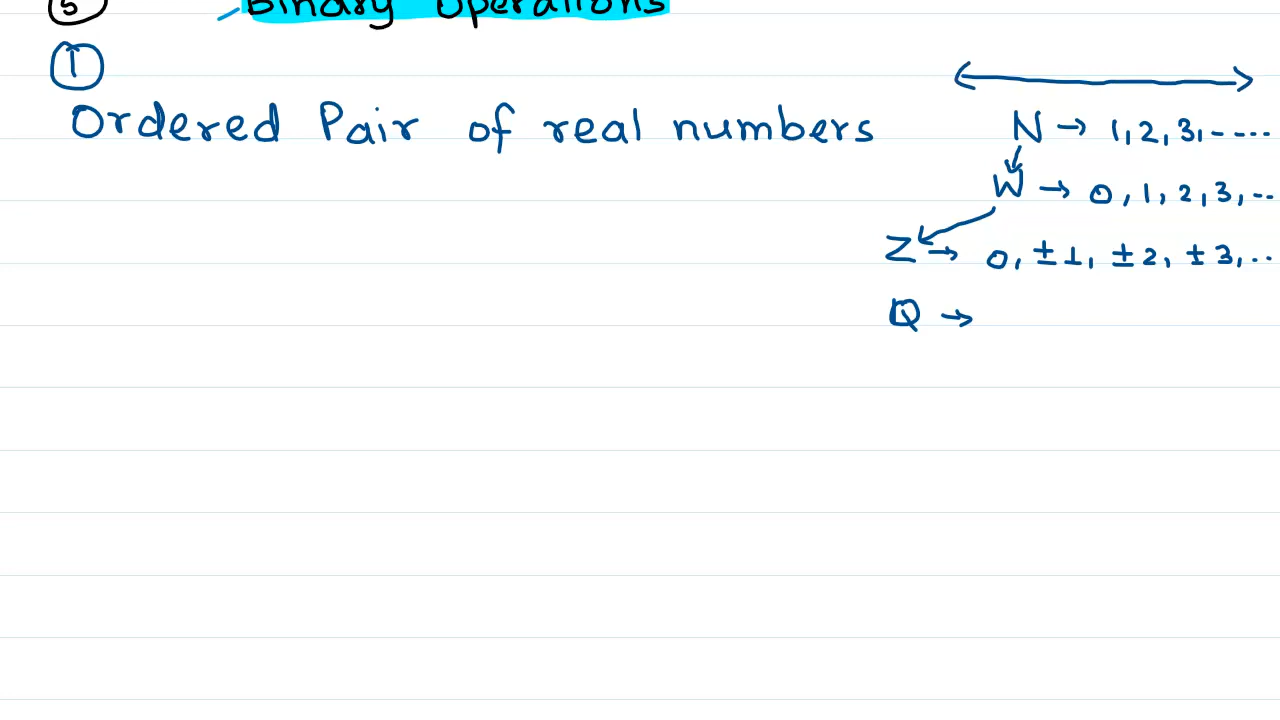 5 Binary Operations
1
Ordered Pair of real numbers
N → 1, 2, 3, -----
W → 0, 1, 2, 3, ..
Z → 0, ±1, ±2, ±3, ..
Q →